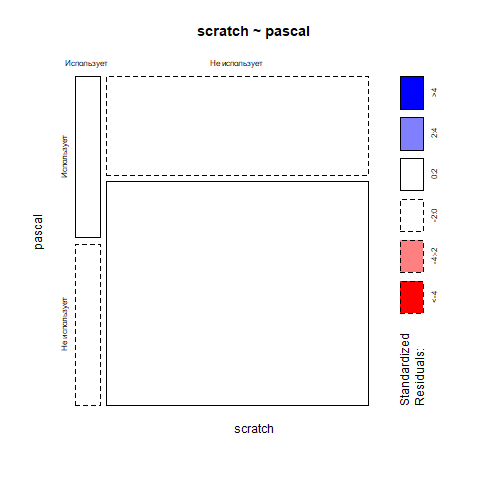 scratch ~ pascal
Использует
Не использует
Использует
Не использует
pascal
scratch
>4
2:4
0:2
-2:0
-4:-2
<-4
Standardized
Residuals: